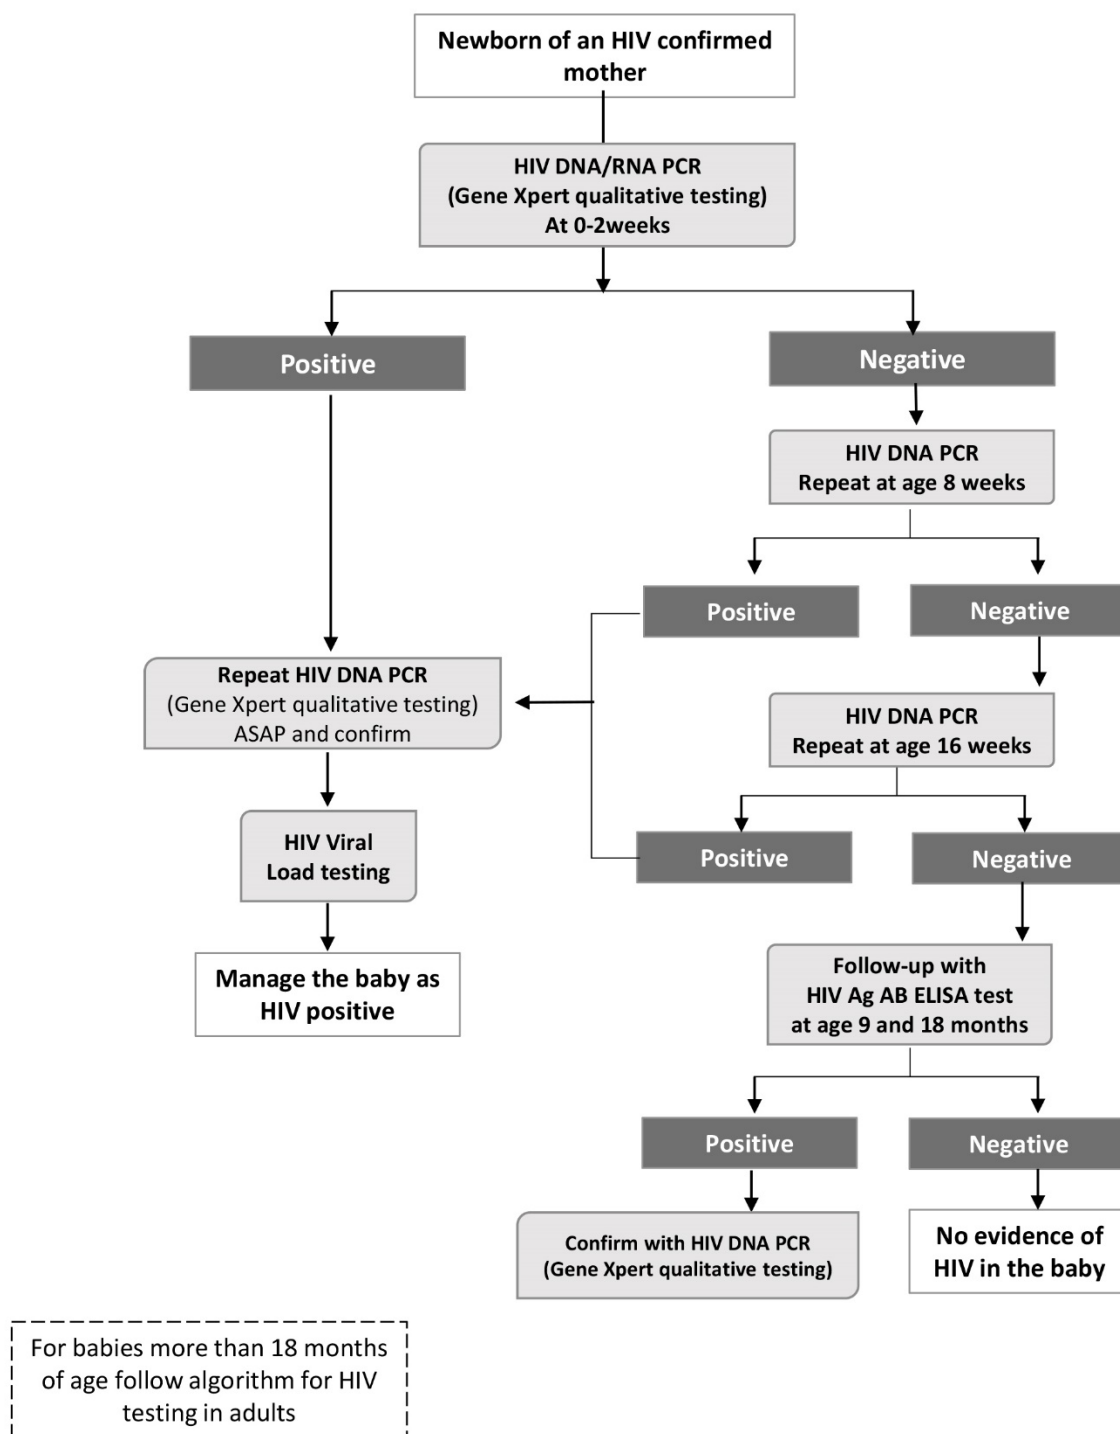 Newborn of an HIV confirmed
mother
HIV DNA/RNA PCR
(Gene Xpert qualitative testing)
At 0-2weeks
Positive
Negative
HIV DNA PCR
Repeat at age 8 weeks
Positive
Negative
Repeat HIV DNA PCR
(Gene Xpert qualitative testing)
ASAP and confirm
HIV DNA PCR
Repeat at age 16 weeks
HIV Viral
Load testing
Positive
Negative
Manage the baby as
HIV positive
Follow-up with
HIV Ag AB ELISA test
at age 9 and 18 months
Positive
Negative
Confirm with HIV DNA PCR
(Gene Xpert qualitative testing)
No evidence of
HIV in the baby
For babies more than 18 months
of age follow algorithm for HIV
testing in adults